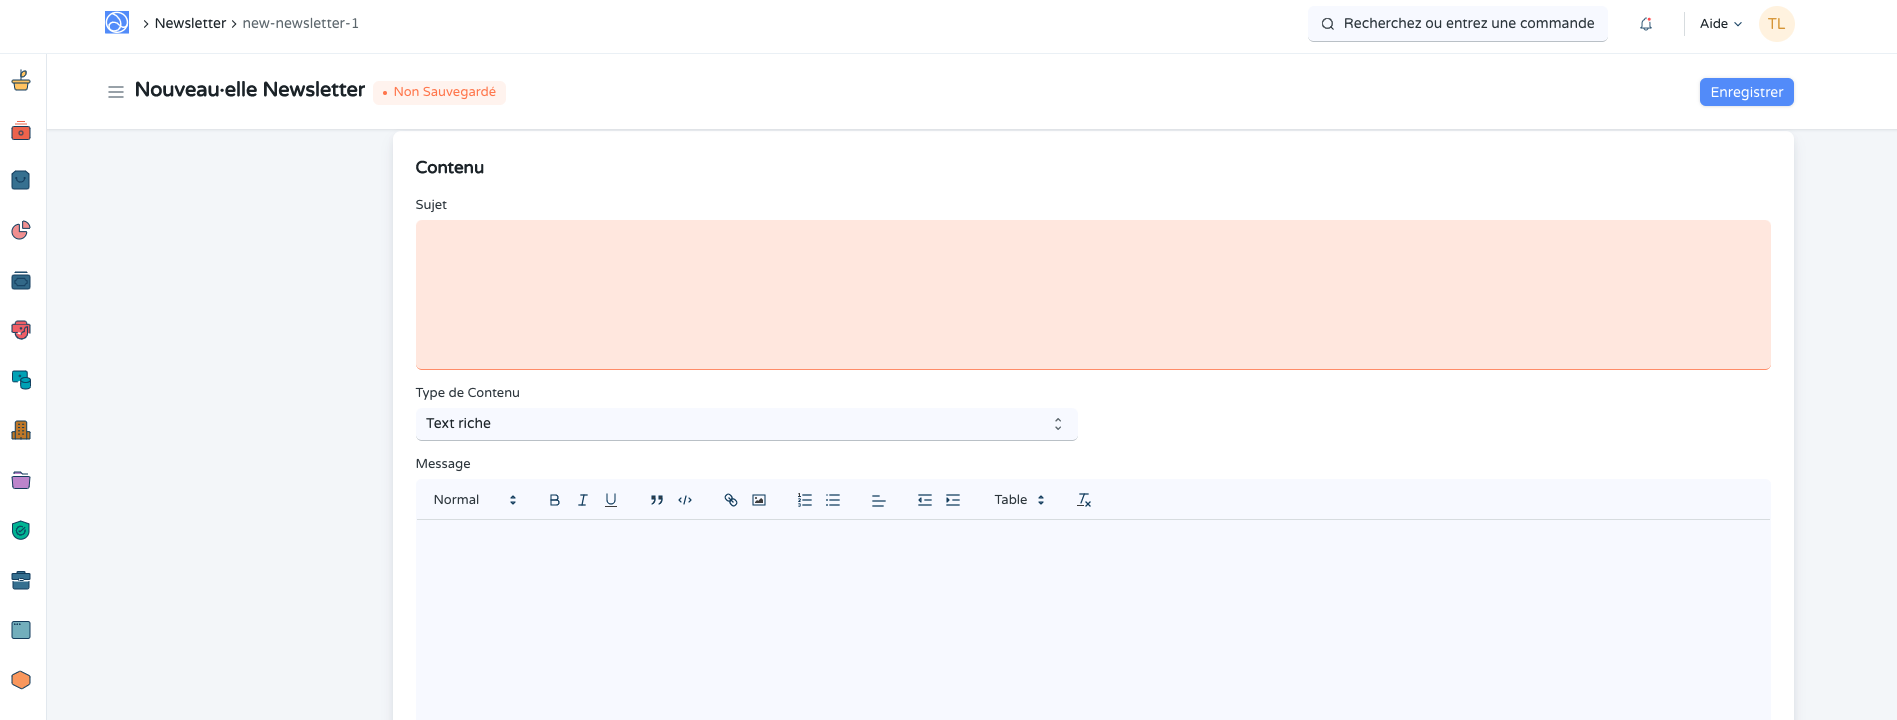 Newsletter
new-newsletter-1
Recherchez ou entrez une commande
Aide
TL
Nouveau·elle Newsletter
Non Sauvegardé
Enregistrer
Contenu
Sujet
Type de Contenu
Text riche
Message
Normal
Table